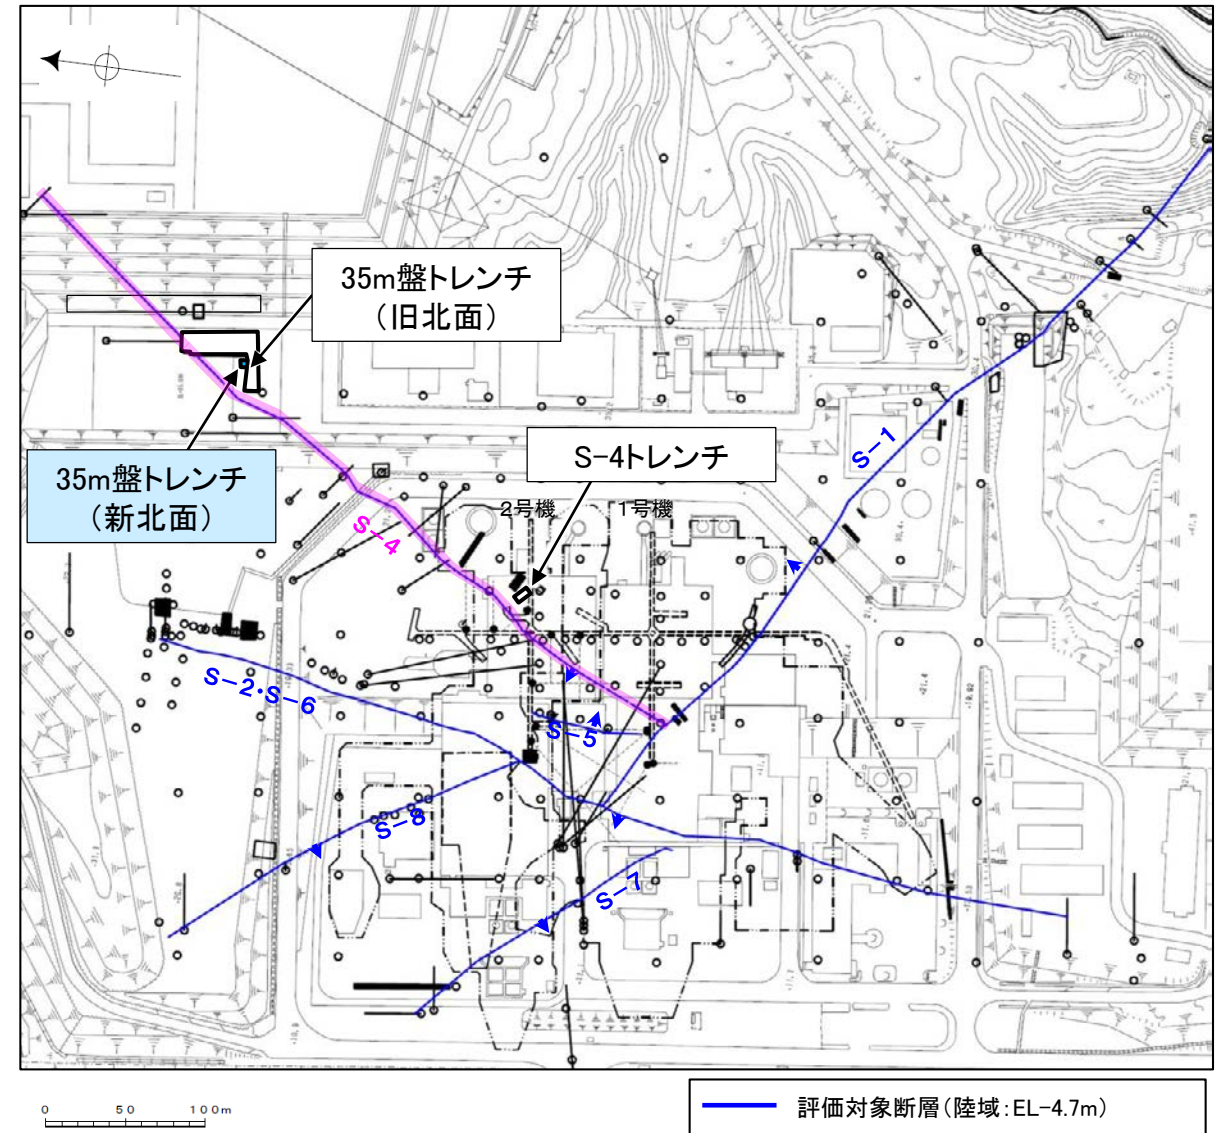 35m盤トレンチ
（旧北面）
S-4トレンチ
35m盤トレンチ
（新北面）
2号機
1号機
S-1
S-4
S-2・S-6
S-5
S-8
S-7
0 50 100m
評価対象断層（陸域：EL-4.7m）